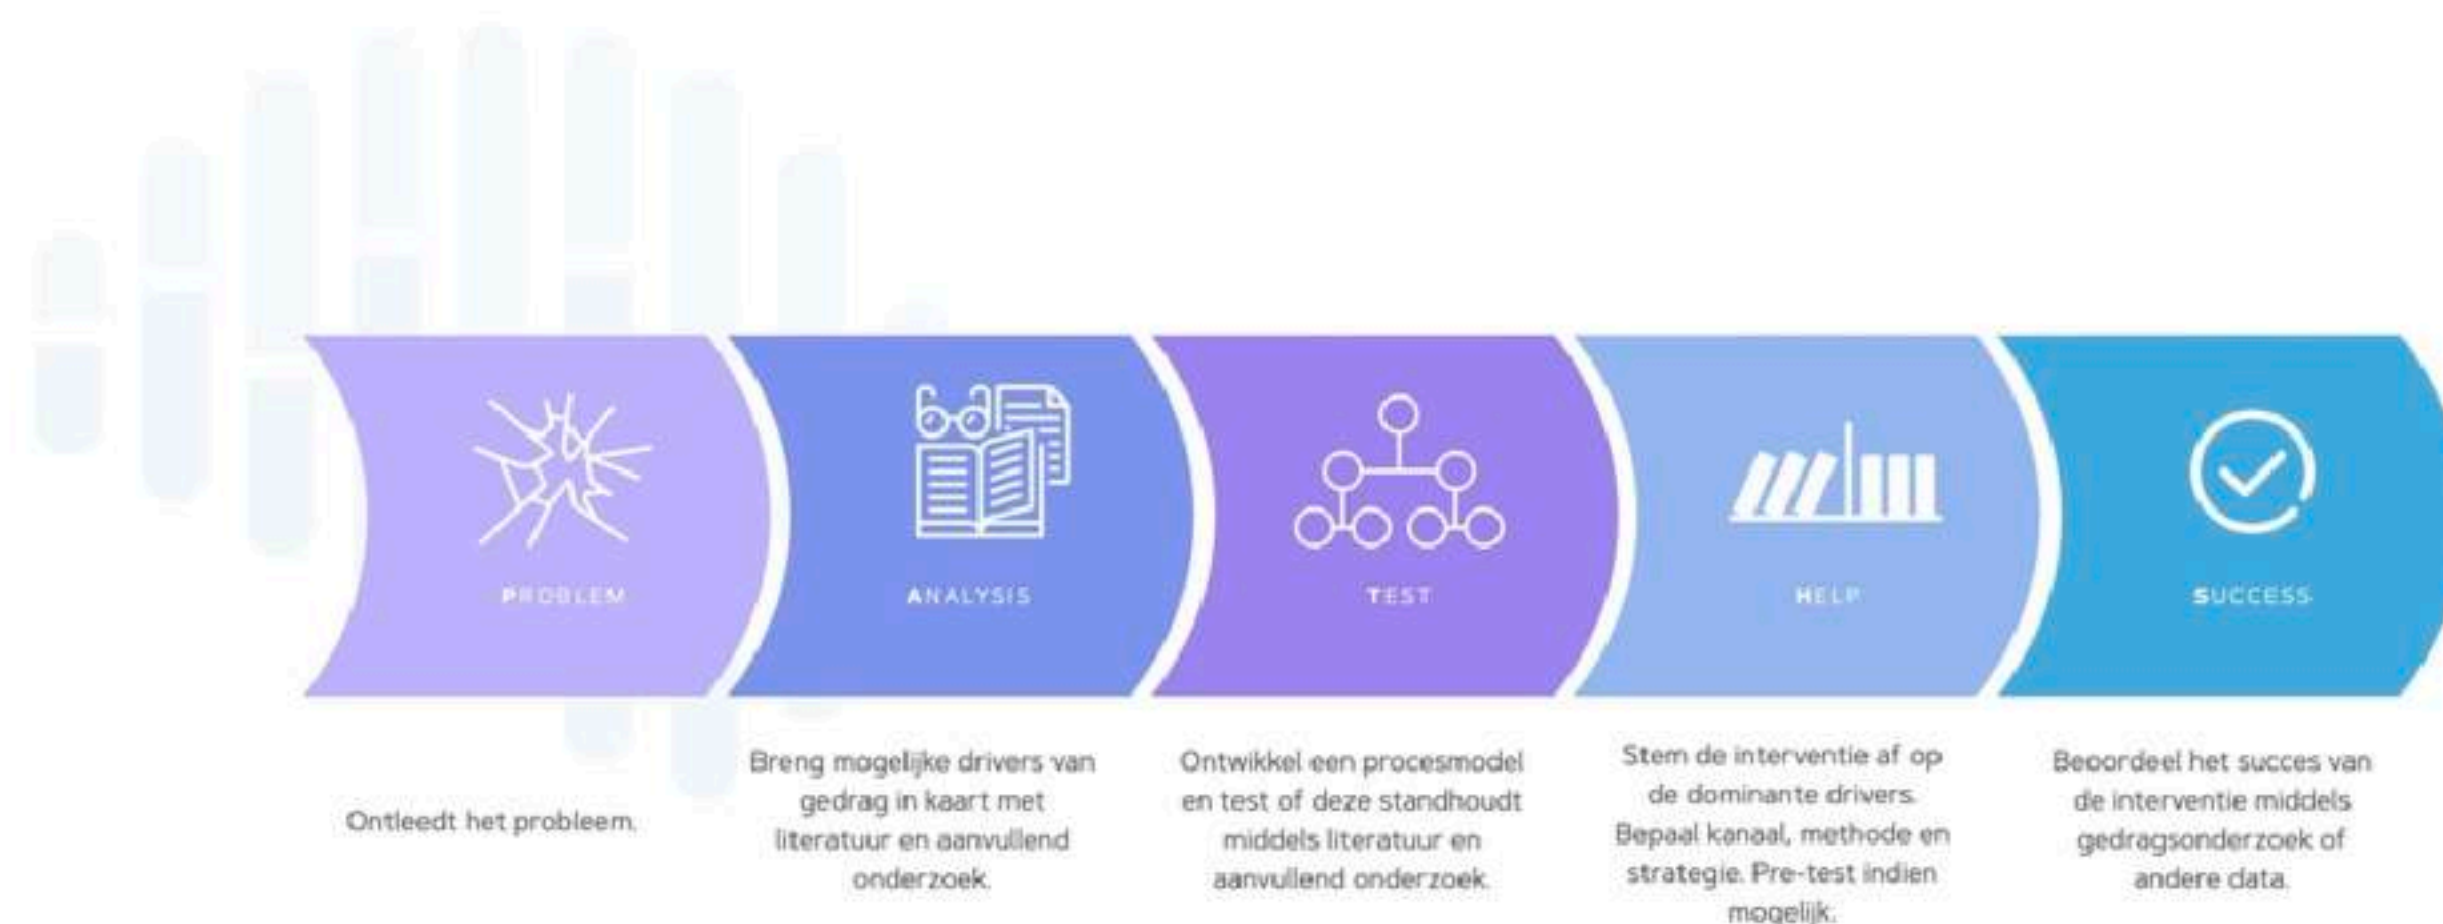 PROBLEM
ANALYSIS
TEST
HELP
SUCCESS
Ontleedt het probleem.
Breng mogelijke drivers van
gedrag in kaart met
literatuur en aanvullend
onderzoek.
Ontwikkel een procesmodel
en test of deze standhoudt
middels literatuur en
aanvullend onderzoek.
Stem de interventie af op
de dominante drivers.
Bepaal kanaal, methode en
strategie. Pre-test indien
mogelijk.
Beoordeel het succes van
de interventie middels
gedragsonderzoek of
andere data.